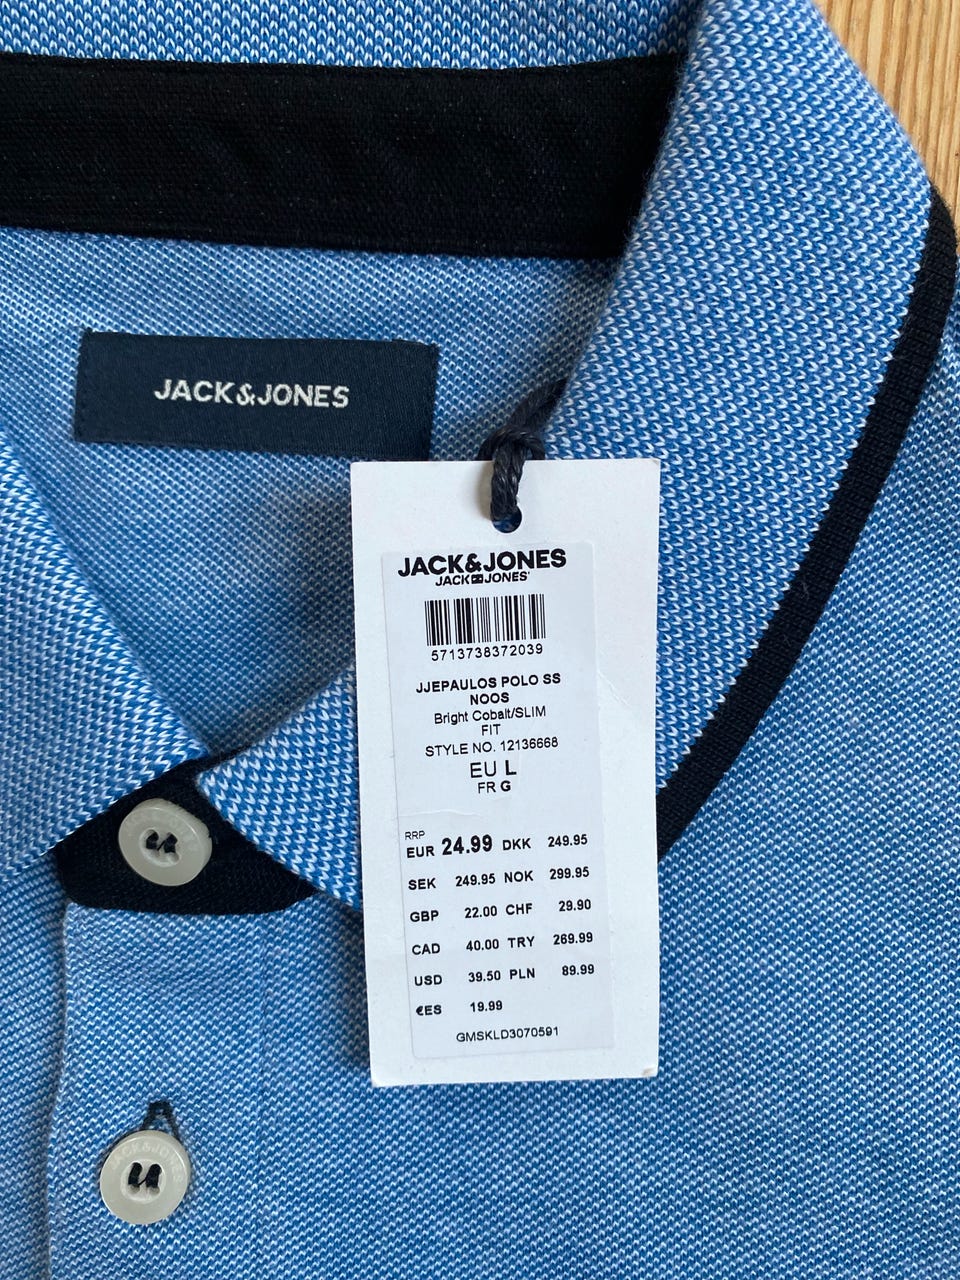 JACK&JONES
JACK&JONES
JACK JONES
5713738372039
JJEPAULOS POLO SS
NOOS
Bright Cobalt/SLIM
FIT
STYLE NO. 12136668
EU L
FR G
RRP
EUR 24.99 DKK 249.95
SEK 249.95 NOK 299.95
GBP 22.00 CHF 29.90
CAD 40.00 TRY 269.99
USD 39.50 PLN 89.99
€ES 19.99
GMSKLD3070591
JACK&JONES